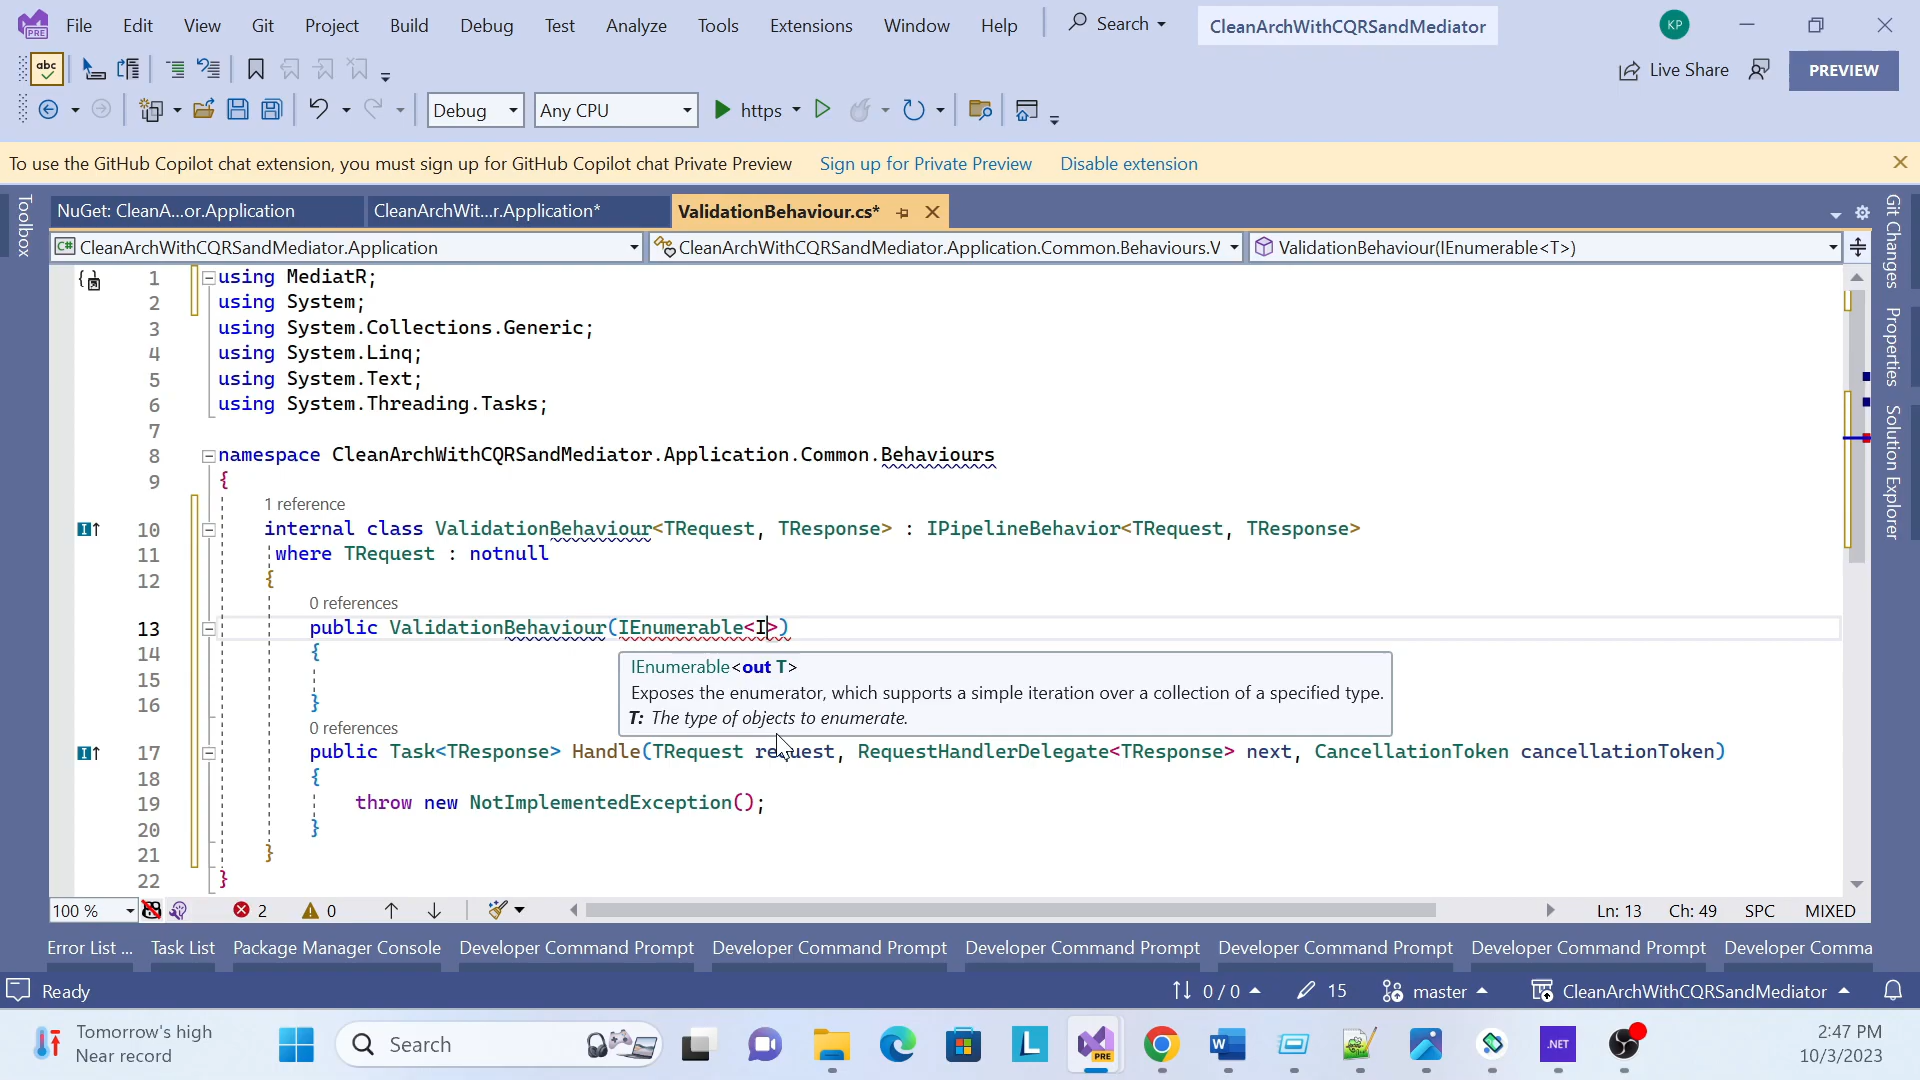 File Edit View Git Project Build Debug Test Analyze Tools Extensions Window Help Search CleanArchWithCQRSandMediator KP
abc Live Share PREVIEW
Debug Any CPU https
To use the GitHub Copilot chat extension, you must sign up for GitHub Copilot chat Private Preview Sign up for Private Preview Disable extension
Toolbox
NuGet: CleanA...or.Application CleanArchWit...r.Application* ValidationBehaviour.cs*
CleanArchWithCQRSandMediator.Application CleanArchWithCQRSandMediator.Application.Common.Behaviours.V ValidationBehaviour(IEnumerable<T>)
1 using MediatR;
2 using System;
3 using System.Collections.Generic;
4 using System.Linq;
5 using System.Text;
6 using System.Threading.Tasks;
7
8 namespace CleanArchWithCQRSandMediator.Application.Common.Behaviours
9 {
1 reference
10 internal class ValidationBehaviour<TRequest, TResponse> : IPipelineBehavior<TRequest, TResponse>
11 where TRequest : notnull
12 {
0 references
13 public ValidationBehaviour(IEnumerable<I>)
14 {
15
16 }
IEnumerable<out T>
Exposes the enumerator, which supports a simple iteration over a collection of a specified type.
T: The type of objects to enumerate.
0 references
17 public Task<TResponse> Handle(TRequest request, RequestHandlerDelegate<TResponse> next, CancellationToken cancellationToken)
18 {
19 throw new NotImplementedException();
20 }
21 }
22 }
Git Changes
Properties
Solution Explorer
100 % 2 0 Ln: 13 Ch: 49 SPC MIXED
Error List ... Task List Package Manager Console Developer Command Prompt Developer Command Prompt Developer Command Prompt Developer Command Prompt Developer Command Prompt Developer Comma
Ready 0 / 0 15 master CleanArchWithCQRSandMediator
Tomorrow's high
Near record
Search
PRE
.NET
2:47 PM
10/3/2023